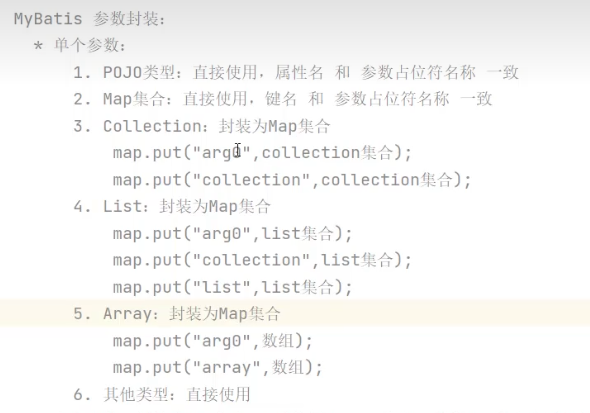 MyBatis 参数封装:
* 单个参数:
1. POJO类型: 直接使用, 属性名 和 参数占位符名称 一致
2. Map集合: 直接使用, 键名 和 参数占位符名称 一致
3. Collection: 封装为Map集合
map.put("arg0",collection集合);
map.put("collection",collection集合);
4. List: 封装为Map集合
map.put("arg0",list集合);
map.put("collection",list集合);
map.put("list",list集合);
5. Array: 封装为Map集合
map.put("arg0",数组);
map.put("array",数组);
6. 其他类型: 直接使用